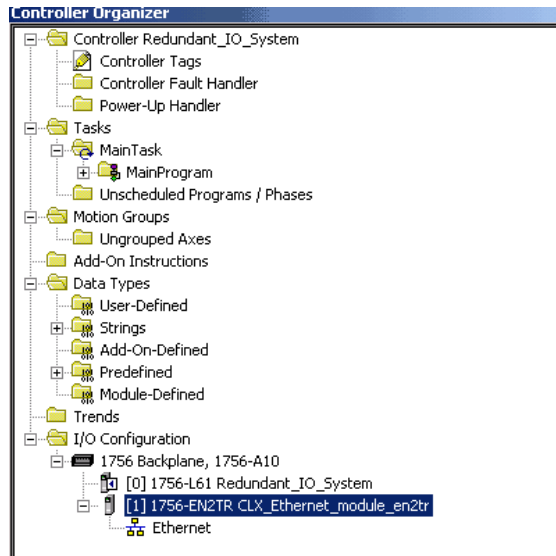 Controller Organizer
Controller Redundant_IO_System
Controller Tags
Controller Fault Handler
Power-Up Handler
Tasks
MainTask
MainProgram
Unscheduled Programs / Phases
Motion Groups
Ungrouped Axes
Add-On Instructions
Data Types
User-Defined
Strings
Add-On-Defined
Predefined
Module-Defined
Trends
I/O Configuration
1756 Backplane, 1756-A10
[0] 1756-L61 Redundant_IO_System
[1] 1756-EN2TR CLX_Ethernet_module_en2tr
Ethernet